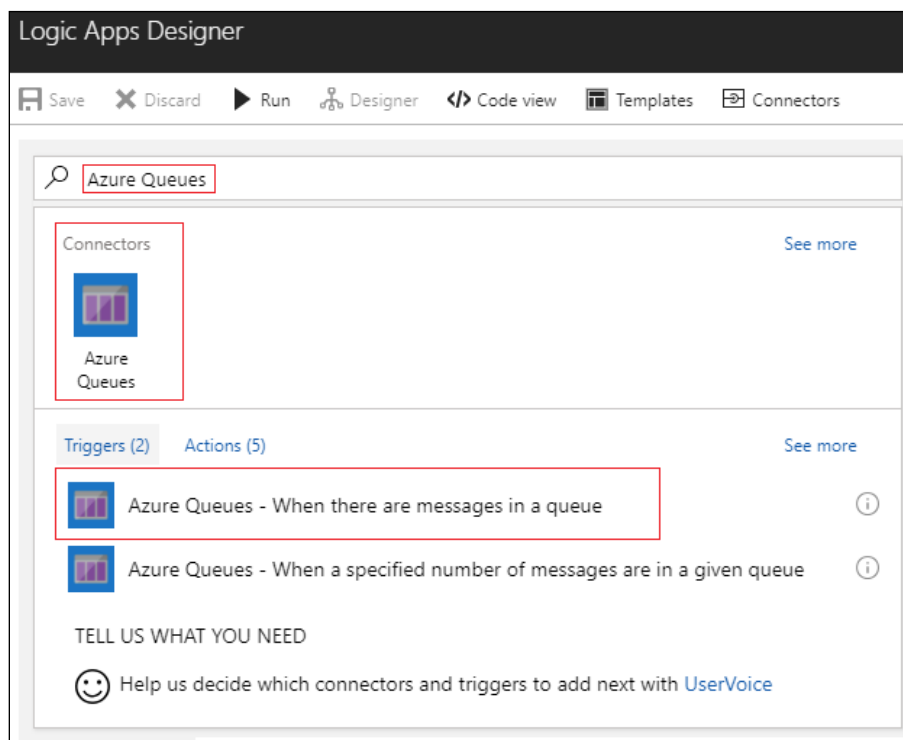 Logic Apps Designer
Save Discard Run Designer Code view Templates Connectors
Azure Queues
Connectors See more
Azure
Queues
Triggers (2) Actions (5) See more
Azure Queues - When there are messages in a queue
Azure Queues - When a specified number of messages are in a given queue
TELL US WHAT YOU NEED
Help us decide which connectors and triggers to add next with UserVoice